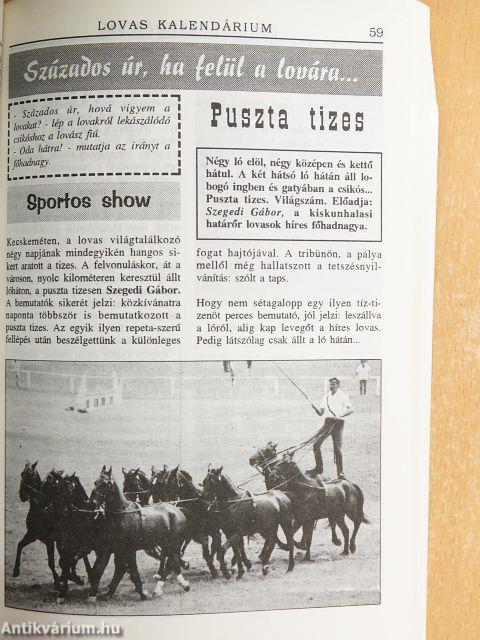 LOVAS KALENDÁRIUM 59
Százados úr, ha felül a lovára...
- Százados úr, hová vigyem a
lovakat? - lép a lovakról lekászálódó
csikóshoz a lovász fiú.
- Oda hátra! - mutatja az irányt a
főhadnagy.
Sportos show
Kecskeméten, a lovas világtalálkozó
négy napjának mindegyikén hangos si-
kert aratott a tizes. A felvonuláskor, át a
városon, nyolc kilométeren keresztül állt
lóháton, a puszta tizesen Szegedi Gábor.
A bemutatók sikerét jelzi: közkívánatra
naponta többször is bemutatkozott a
puszta tizes. Az egyik ilyen repeta-szerű
fellépés után beszélgettünk a különleges
Puszta tizes
Négy ló elöl, négy középen és kettő
hátul. A két hátsó ló hátán áll lo-
bogó ingben és gatyában a csikós...
Puszta tizes. Világszám. Előadja:
Szegedi Gábor, a kiskunhalasi
határőr lovasok híres főhadnagya.
fogat hajtójával. A tribünön, a pálya
mellől még hallatszott a tetszésnyil-
vánítás: szólt a taps.
Hogy nem sétagalopp egy ilyen tíz-ti-
zenöt perces bemutató, jól jelzi: leszállva
a lóról, alig kap levegőt a híres lovas.
Pedig látszólag csak állt a ló hátán...
Antikvárium.hu